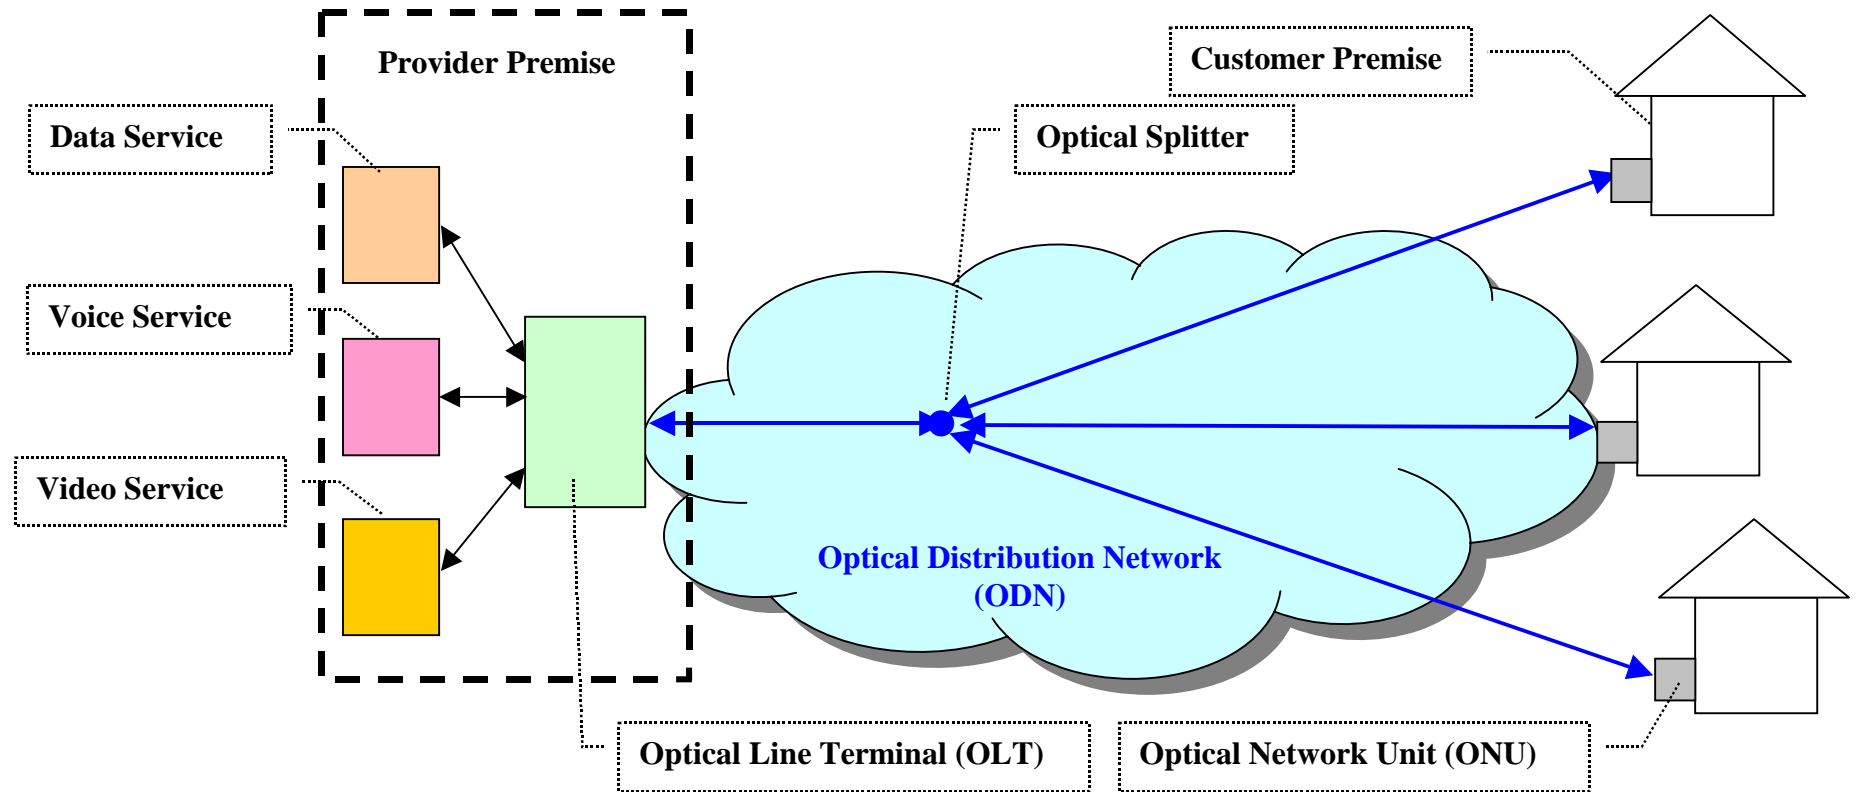 Provider Premise
Customer Premise
Data Service
Optical Splitter
Voice Service
Video Service
Optical Distribution Network
(ODN)
Optical Line Terminal (OLT)
Optical Network Unit (ONU)